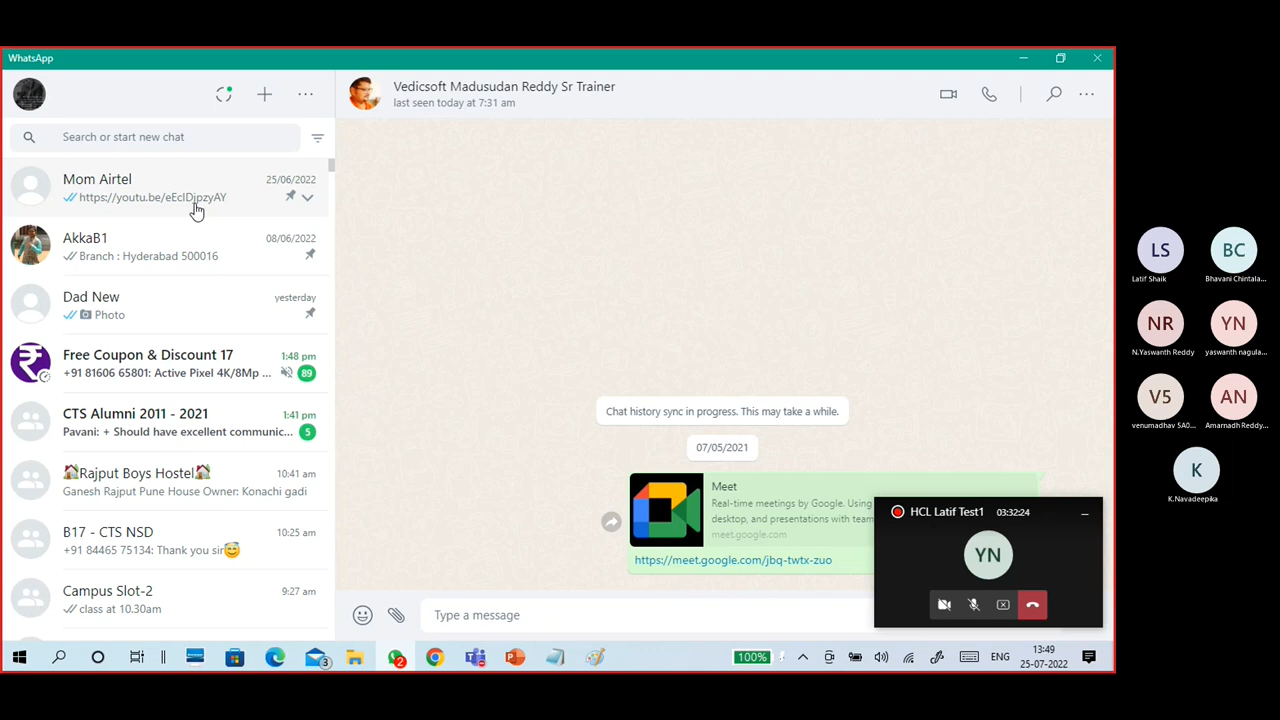 WhatsApp
Search or start new chat
Mom Airtel
25/06/2022
https://youtu.be/eEcIDjpzyAY
AkkaB1
08/06/2022
Branch : Hyderabad 500016
Dad New
yesterday
Photo
Free Coupon & Discount 17
1:48 pm
+91 81606 65801: Active Pixel 4K/8Mp ...
89
CTS Alumni 2011 - 2021
1:41 pm
Pavani: + Should have excellent communic...
5
🏠Rajput Boys Hostel🏠
10:41 am
Ganesh Rajput Pune House Owner: Konachi gadi
B17 - CTS NSD
10:25 am
+91 84465 75134: Thank you sir😇
Campus Slot-2
9:27 am
class at 10.30am
Vedicsoft Madusudan Reddy Sr Trainer
last seen today at 7:31 am
Chat history sync in progress. This may take a while.
07/05/2021
Meet
Real-time meetings by Google. Using
desktop, and presentations with team
meet.google.com
https://meet.google.com/jbq-twtx-zuo
Type a message
HCL Latif Test1 03:32:24
YN
3
2
100%
ENG
13:49
25-07-2022
LS
Latif Shaik
BC
Bhavani Chintala...
NR
N.Yaswanth Reddy
YN
yaswanth nagula...
V5
venumadhav 5A0...
AN
Amarnadh Reddy...
K
K.Navadeepika